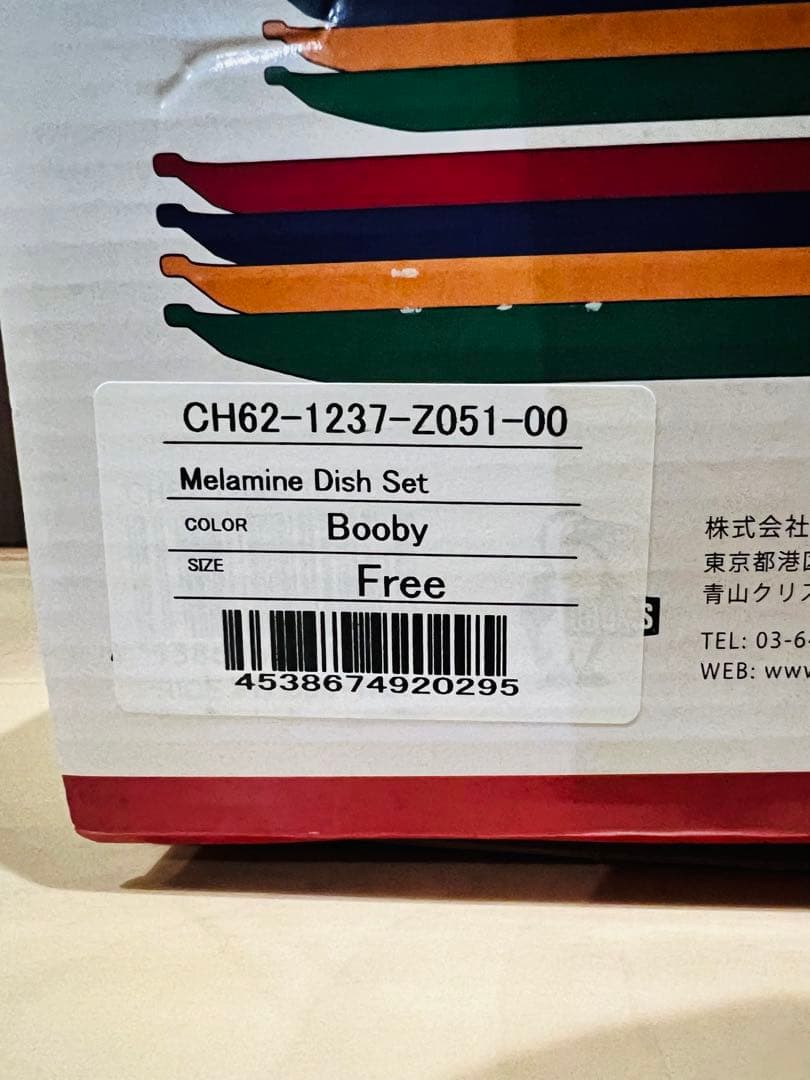 CH62-1237-Z051-00
Melamine Dish Set
COLOR Booby
SIZE Free
4538674920295
株式会社
東京都港
青山クリス
TEL: 03-6
WEB: www